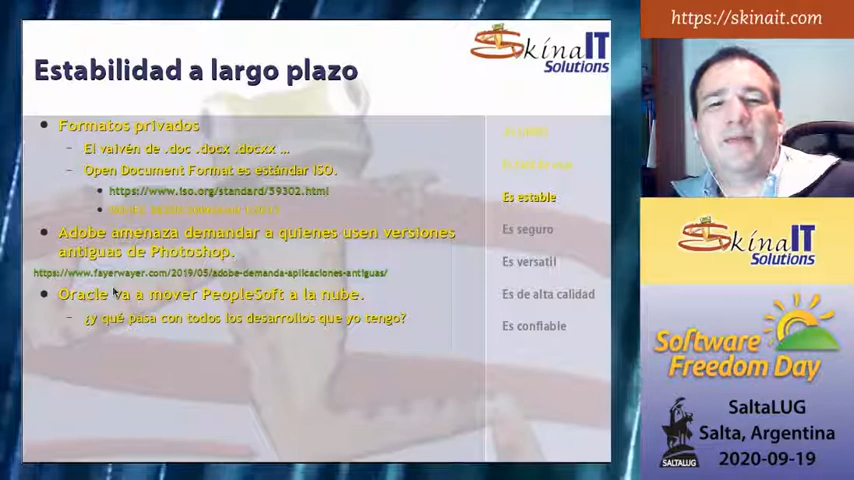 https://skinait.com
SkinaIT
Solutions
Estabilidad a largo plazo
Formatos privados
El vaivén de .doc .docx .docxx ...
Open Document Format es estándar ISO.
https://www.iso.org/standard/59302.html
Adobe amenaza demandar a quienes usen versiones
antiguas de Photoshop.
https://www.fayerwayer.com/2019/05/adobe-demanda-aplicaciones-antiguas/
Oracle va a mover PeopleSoft a la nube.
¿y qué pasa con todos los desarrollos que yo tengo?
Es estable
Es seguro
Es versatil
Es de alta calidad
Es confiable
SkinaIT
Solutions
Software
Freedom Day
SaltaLUG
Salta, Argentina
2020-09-19
SALTALUG